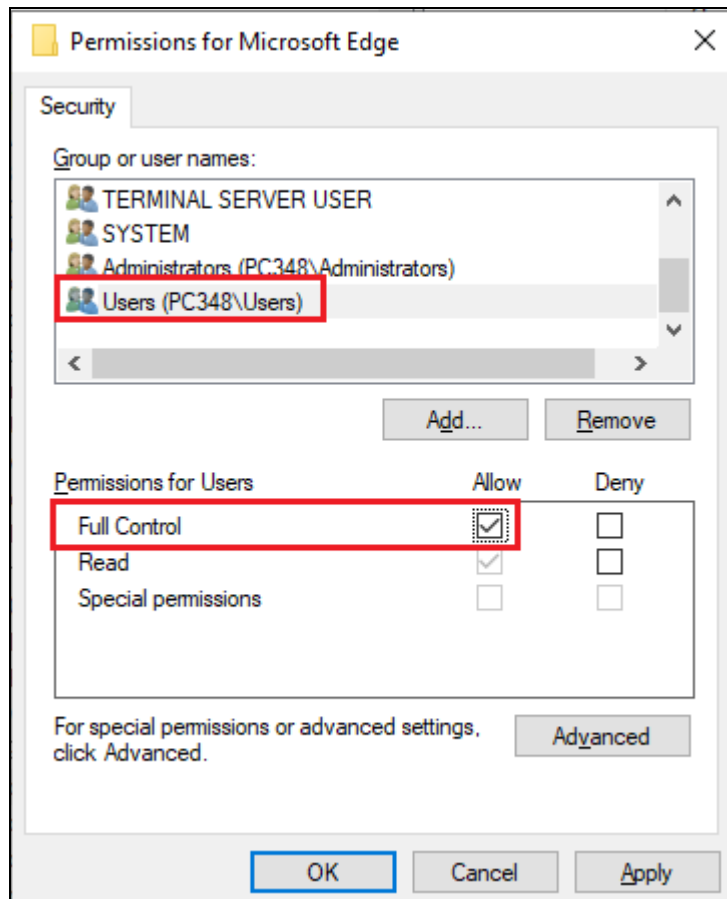 Permissions for Microsoft Edge
Security
Group or user names:
TERMINAL SERVER USER
SYSTEM
Administrators (PC348\Administrators)
Users (PC348\Users)
Add... Remove
Permissions for Users Allow Deny
Full Control
Read
Special permissions
For special permissions or advanced settings, Advanced
click Advanced.
OK Cancel Apply